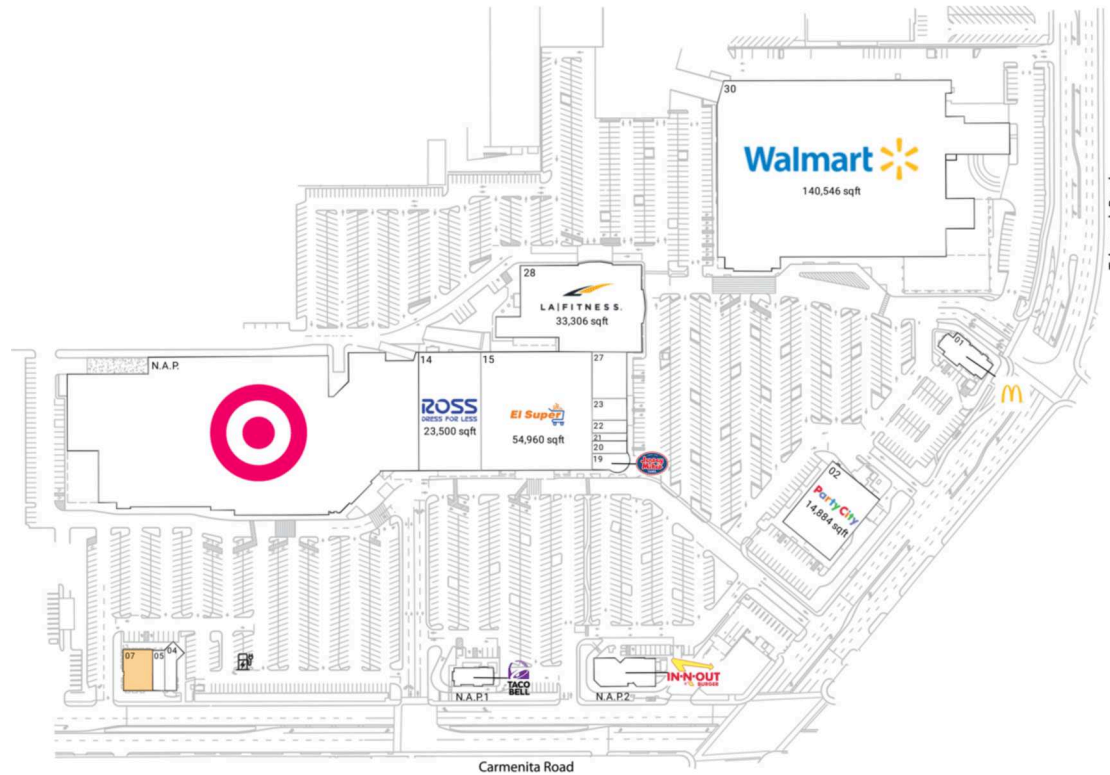 30
Walmart
140,546 sqft
28
LA|FITNESS.
33,306 sqft
01
N.A.P.
14
15
27
ROSS
DRESS FOR LESS
23,500 sqft
El Super
54,960 sqft
23
22
21
20
19
02
Party City
14,884 sqft
07
05
04
TACO
BELL
N.A.P.1
IN-N-OUT
BURGER
N.A.P.2
Carmenita Road